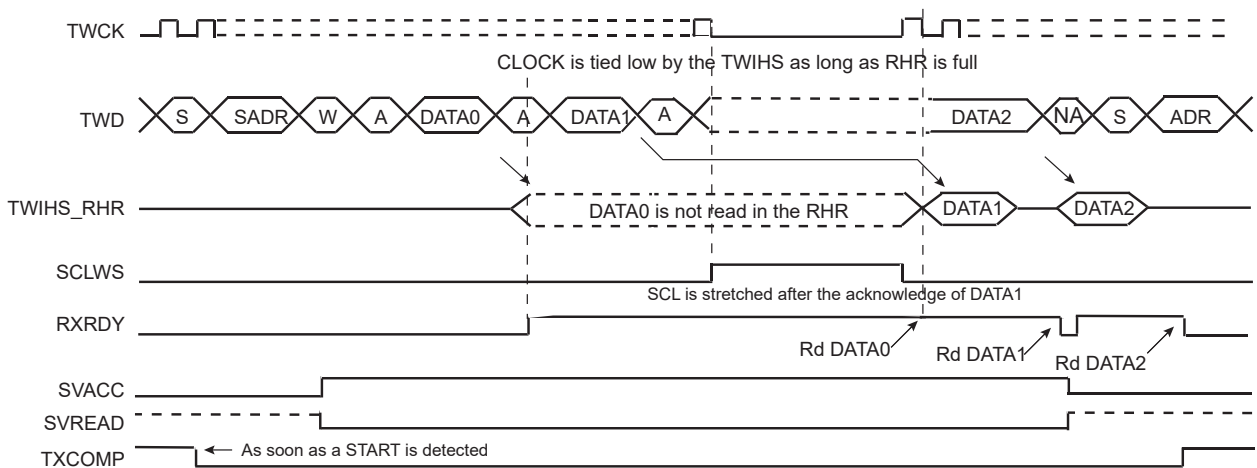 TWCK
CLOCK is tied low by the TWIHS as long as RHR is full
TWD S SADR W A DATA0 A DATA1 A DATA2 NA S ADR
TWIHS_RHR DATA0 is not read in the RHR DATA1 DATA2
SCLWS
SCL is stretched after the acknowledge of DATA1
RXRDY
Rd DATA0 Rd DATA1 Rd DATA2
SVACC
SVREAD
TXCOMP As soon as a START is detected